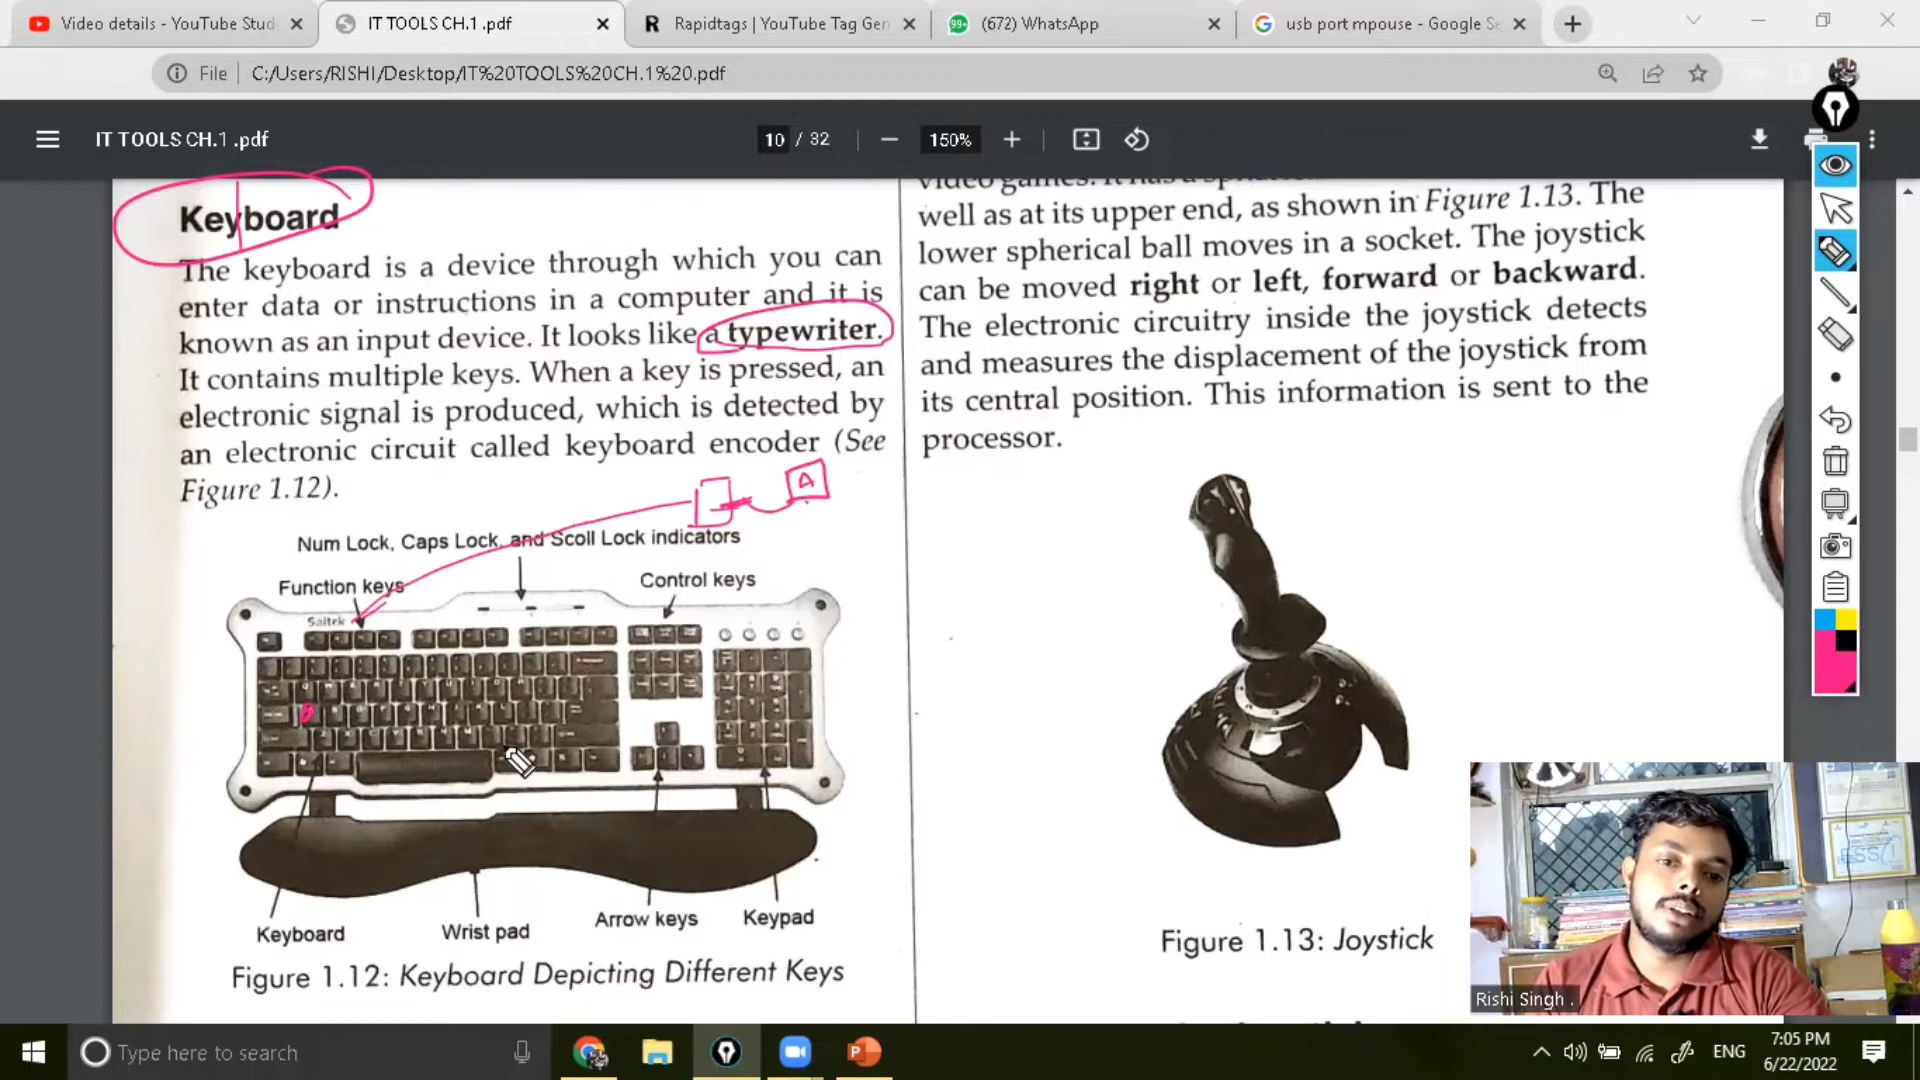 Video details - YouTube Stud
IT TOOLS CH.1 .pdf
Rapidtags | YouTube Tag Gen
99+
(672) WhatsApp
usb port mpouse - Google Se
File
C:/Users/RISHI/Desktop/IT%20TOOLS%20CH.1%20.pdf
IT TOOLS CH.1 .pdf
10 / 32
150%
Keyboard
The keyboard is a device through which you can
enter data or instructions in a computer and it is
known as an input device. It looks like a typewriter.
It contains multiple keys. When a key is pressed, an
electronic signal is produced, which is detected by
an electronic circuit called keyboard encoder (See
Figure 1.12).
A
Num Lock, Caps Lock, and Scoll Lock indicators
Function keys
Control keys
Saitek
Keyboard
Wrist pad
Arrow keys
Keypad
Figure 1.12: Keyboard Depicting Different Keys
video games. It has a
well as at its upper end, as shown in Figure 1.13. The
lower spherical ball moves in a socket. The joystick
can be moved right or left, forward or backward.
The electronic circuitry inside the joystick detects
and measures the displacement of the joystick from
its central position. This information is sent to the
processor.
Figure 1.13: Joystick
Rishi Singh .
Type here to search
ENG
7:05 PM
6/22/2022